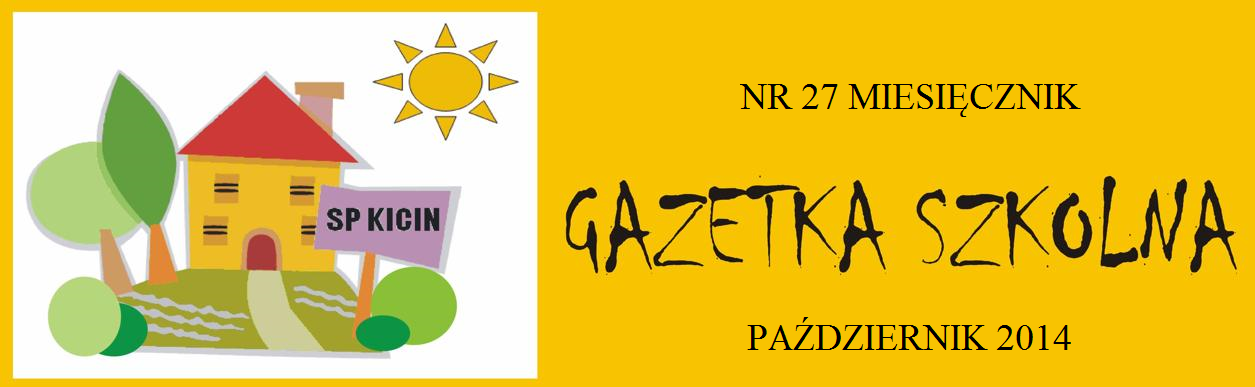 SP KICIN
NR 27 MIESIĘCZNIK
GAZETKA SZKOLNA
PAŹDZIERNIK 2014